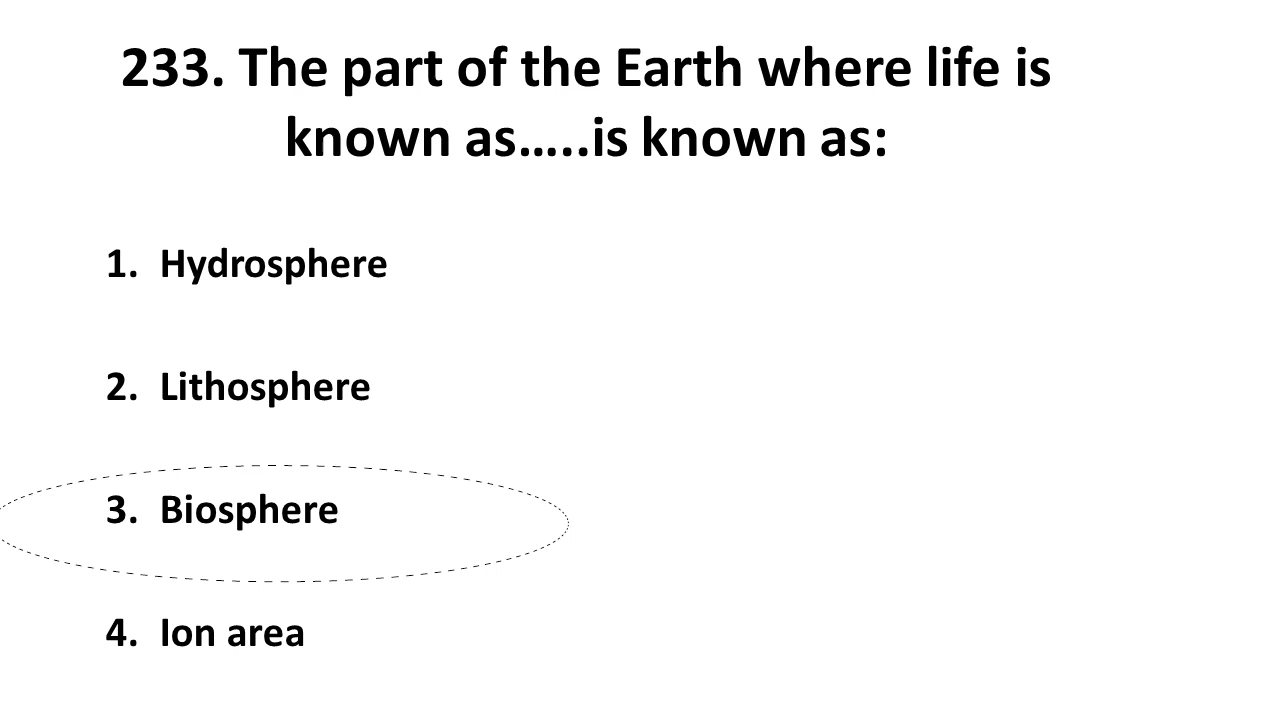 233. The part of the Earth where life is
known as…..is known as:
1. Hydrosphere
2. Lithosphere
3. Biosphere
4. Ion area